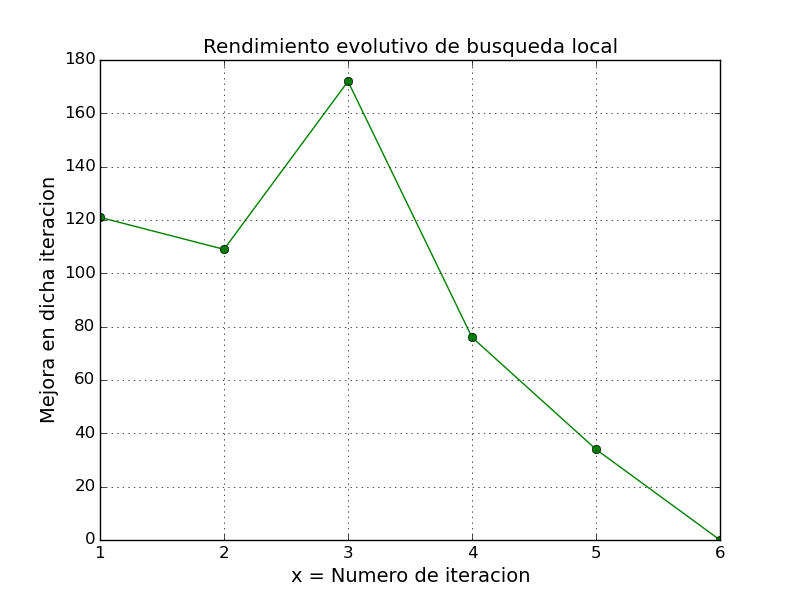 Rendimiento evolutivo de busqueda local
180
160
140
120
100
80
60
40
20
0
Mejora en dicha iteracion
1 2 3 4 5 6
x = Numero de iteracion